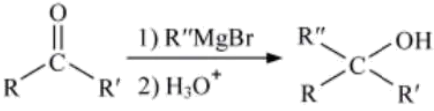 O
C
R R′
1) R″MgBr
2) H₃O⁺
R″ OH
C
R R′